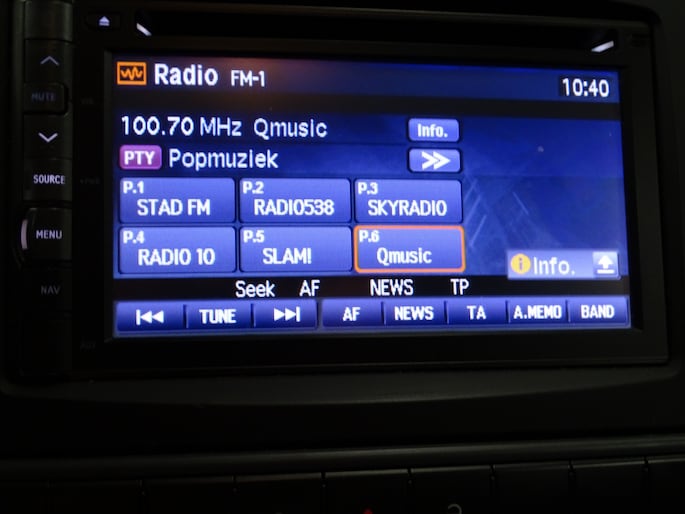 Radio FM-1
10:40
MUTE
100.70 MHz Qmusic Info.
PTY Popmuziek
SOURCE
P.1 STAD FM P.2 RADIO538 P.3 SKYRADIO
MENU
P.4 RADIO 10 P.5 SLAM! P.6 Qmusic
Info.
NAV
Seek AF NEWS TP
TUNE AF NEWS TA A.MEMO BAND